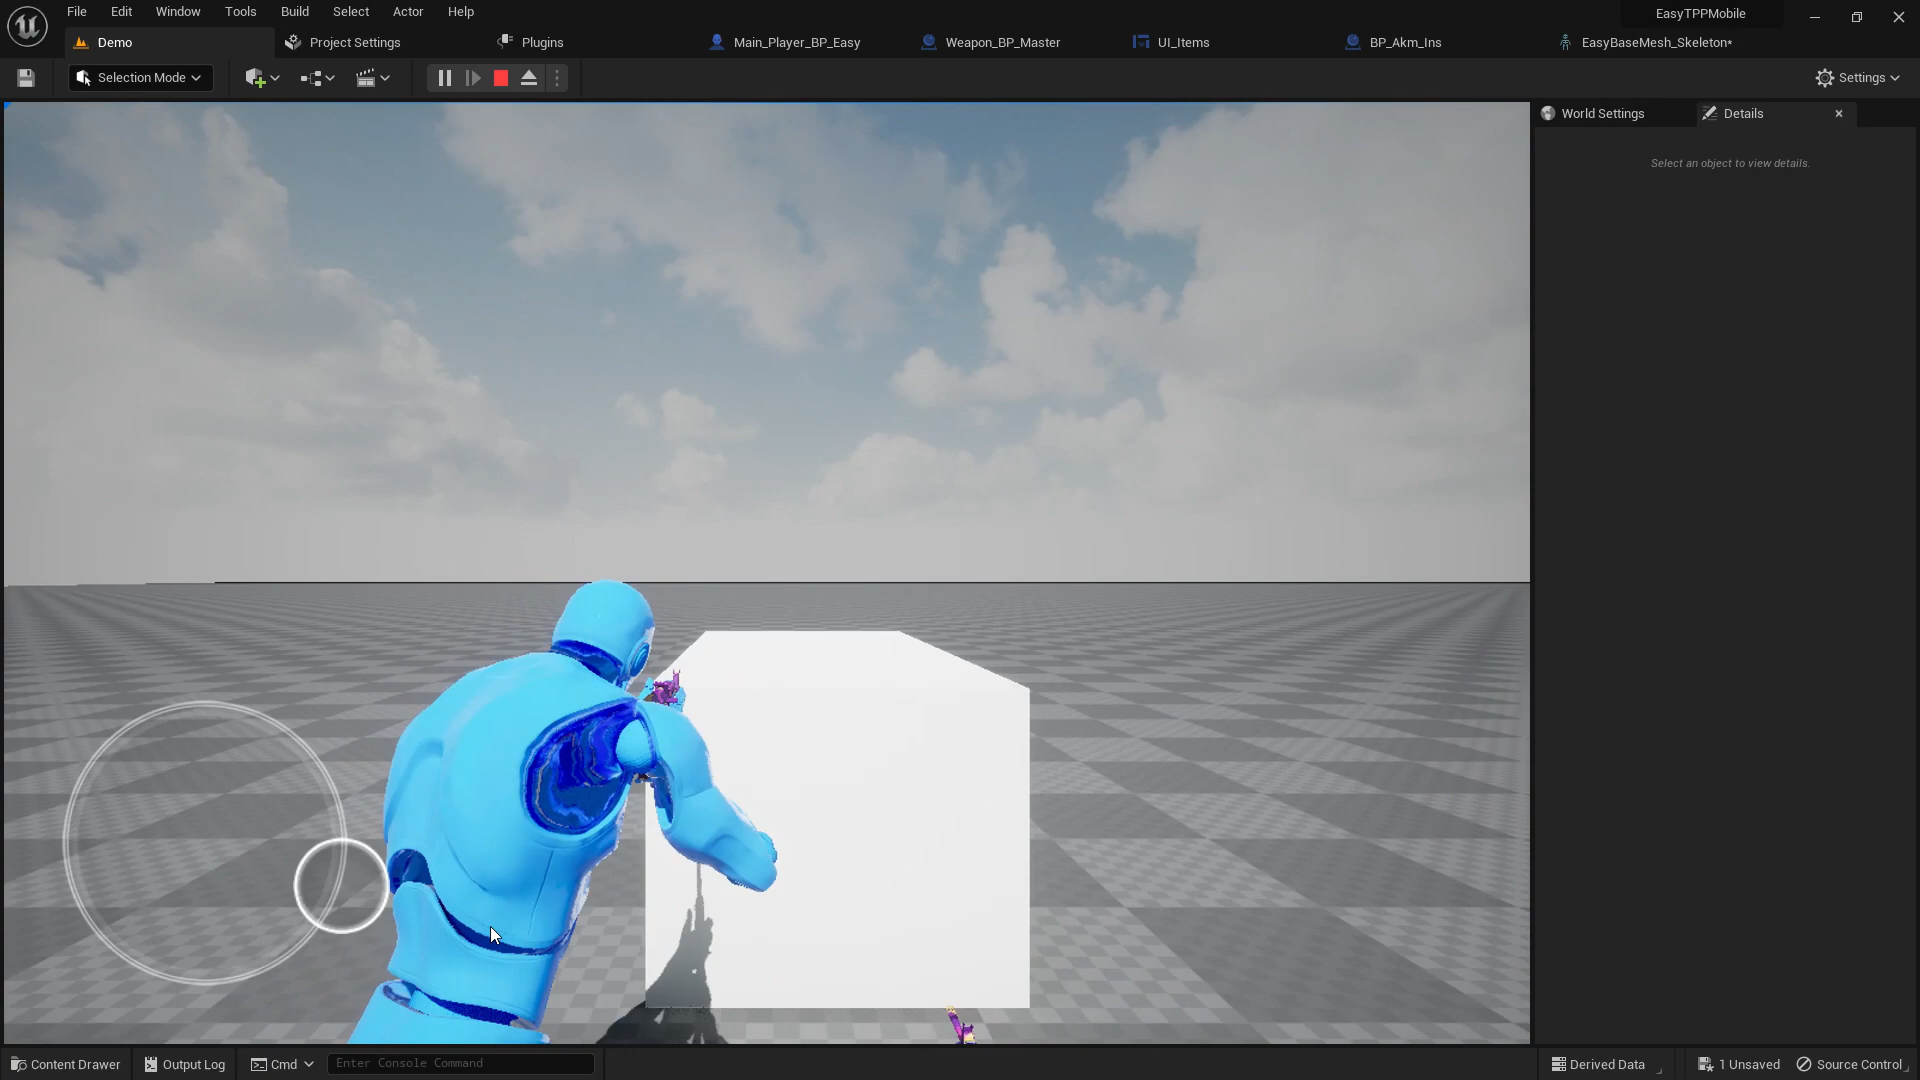 File Edit Window Tools Build Select Actor Help
EasyTPPMobile
Demo
Project Settings
Plugins
Main_Player_BP_Easy
Weapon_BP_Master
UI_Items
BP_Akm_Ins
EasyBaseMesh_Skeleton*
Selection Mode
Settings
World Settings
Details
Select an object to view details.
Content Drawer
Output Log
Cmd
Enter Console Command
Derived Data
1 Unsaved
Source Control